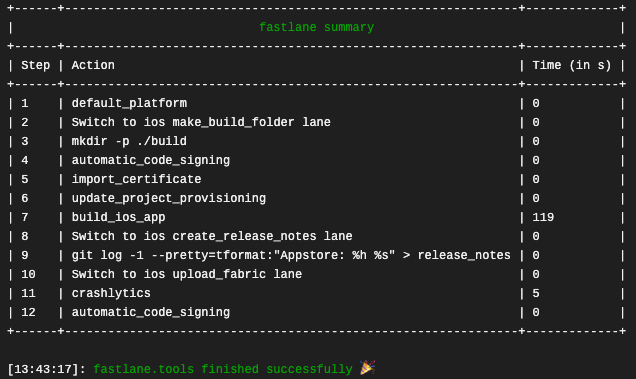 +------+---------------------------------------------------------------+-------------+
|                                  fastlane summary                                  |
+------+---------------------------------------------------------------+-------------+
| Step | Action                                                        | Time (in s) |
+------+---------------------------------------------------------------+-------------+
| 1    | default_platform                                              | 0           |
| 2    | Switch to ios make_build_folder lane                          | 0           |
| 3    | mkdir -p ./build                                              | 0           |
| 4    | automatic_code_signing                                        | 0           |
| 5    | import_certificate                                            | 0           |
| 6    | update_project_provisioning                                   | 0           |
| 7    | build_ios_app                                                 | 119         |
| 8    | Switch to ios create_release_notes lane                       | 0           |
| 9    | git log -1 --pretty=tformat:"Appstore: %h %s" > release_notes | 0           |
| 10   | Switch to ios upload_fabric lane                              | 0           |
| 11   | crashlytics                                                   | 5           |
| 12   | automatic_code_signing                                        | 0           |
+------+---------------------------------------------------------------+-------------+
[13:43:17]: fastlane.tools finished successfully 🎉